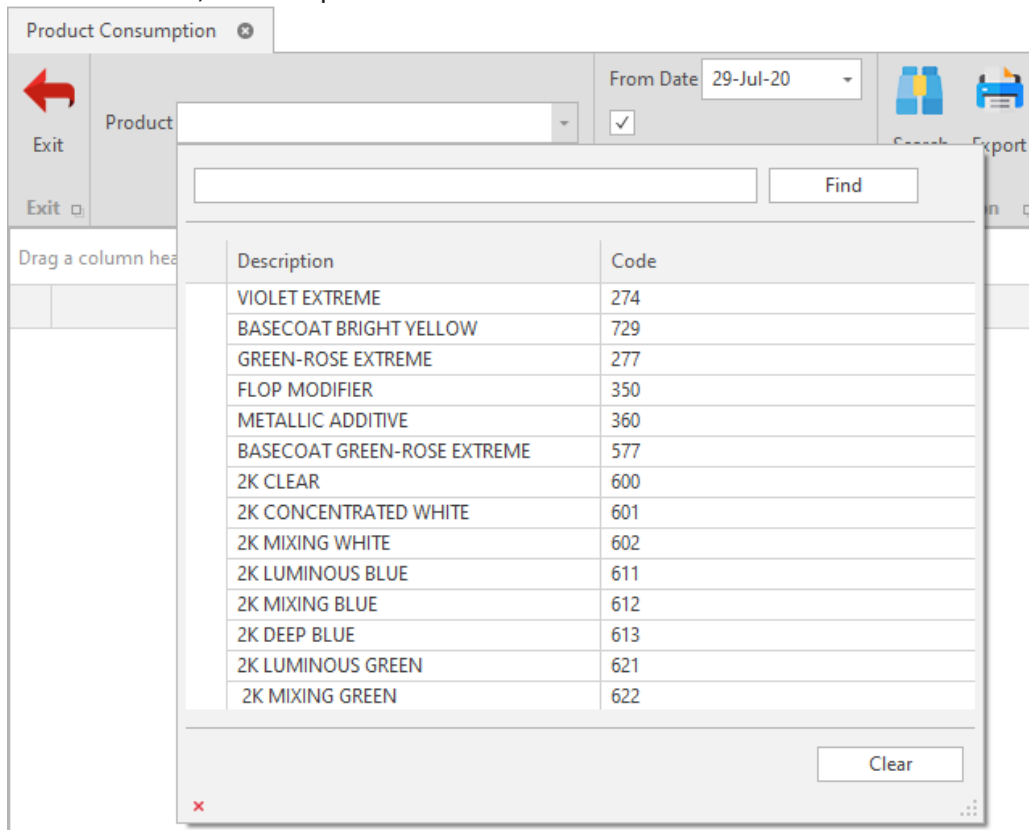 Product Consumption
From Date 29-Jul-20
Product
Exit
Search Export
Find
Exit
Drag a column hea
Description Code
VIOLET EXTREME 274
BASECOAT BRIGHT YELLOW 729
GREEN-ROSE EXTREME 277
FLOP MODIFIER 350
METALLIC ADDITIVE 360
BASECOAT GREEN-ROSE EXTREME 577
2K CLEAR 600
2K CONCENTRATED WHITE 601
2K MIXING WHITE 602
2K LUMINOUS BLUE 611
2K MIXING BLUE 612
2K DEEP BLUE 613
2K LUMINOUS GREEN 621
2K MIXING GREEN 622
Clear